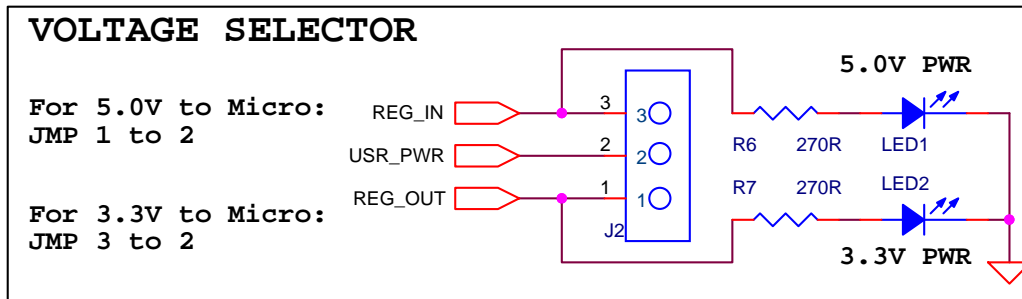 VOLTAGE SELECTOR
For 5.0V to Micro:
JMP 1 to 2
For 3.3V to Micro:
JMP 3 to 2
REG_IN
USR_PWR
REG_OUT
3
2
1
3
2
1
J2
5.0V PWR
R6 270R LED1
R7 270R LED2
3.3V PWR